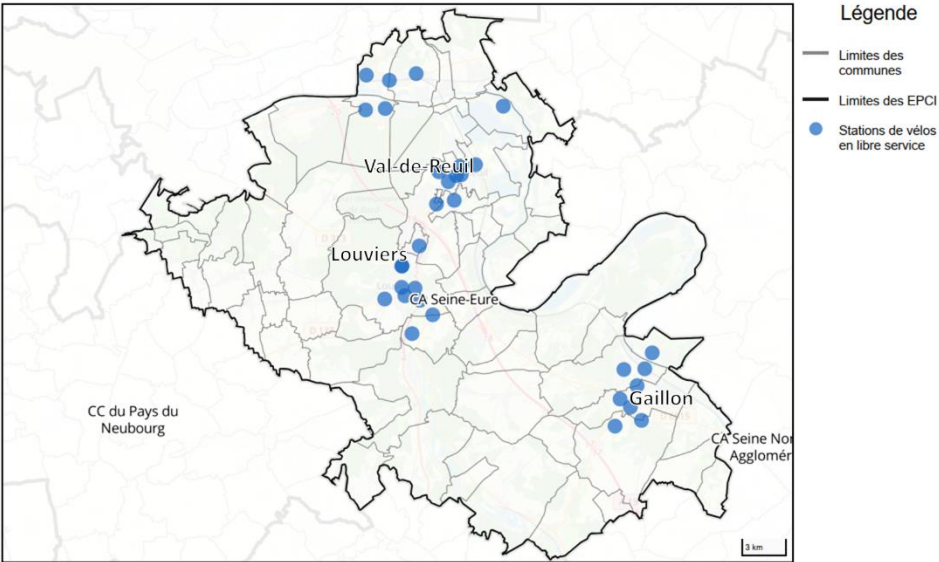 Légende
Limites des
communes
Limites des EPCI
Stations de vélos
en libre service
Val-de-Reuil
Louviers
CA Seine-Eure
Gaillon
CC du Pays du
Neubourg
CA Seine Nor
Agglomér
3 km